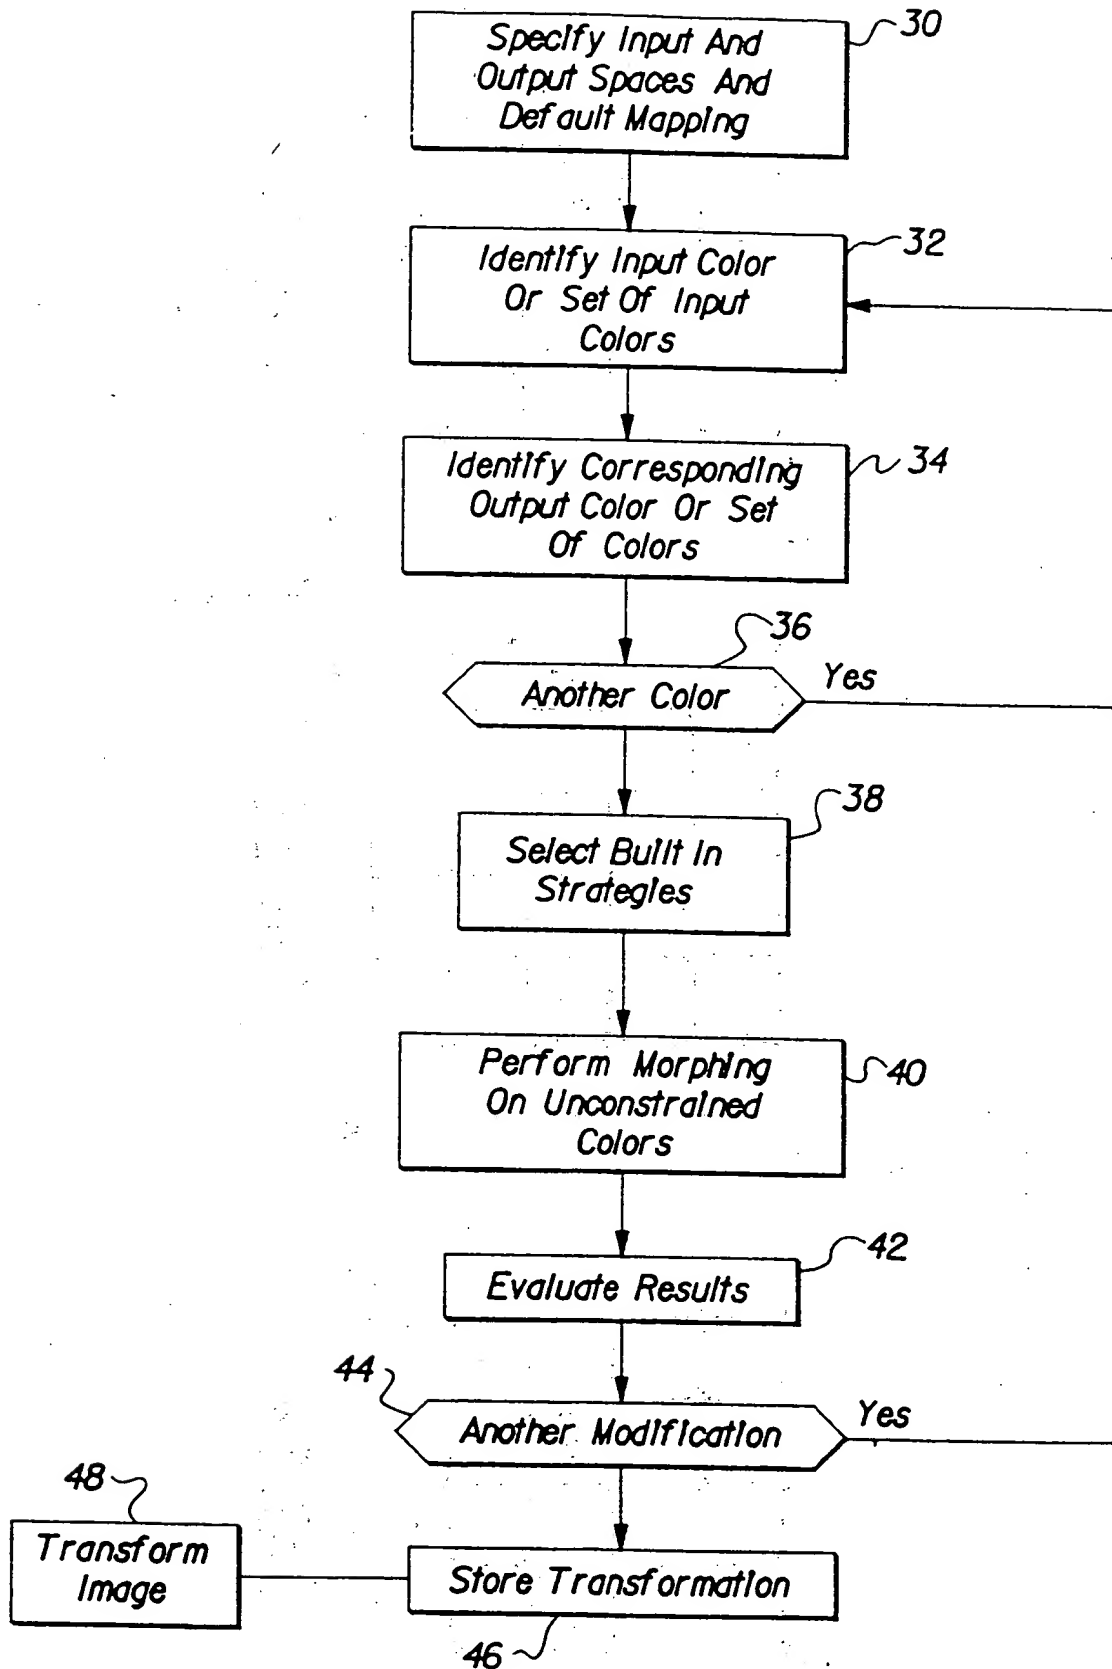 Specify Input And
Output Spaces And
Default Mapping
30
Identify Input Color
Or Set Of Input
Colors
32
Identify Corresponding
Output Color Or Set
Of Colors
34
36
Another Color
Yes
38
Select Built In
Strategies
Perform Morphing
On Unconstrained
Colors
40
42
Evaluate Results
44
Another Modification
Yes
48
Transform
Image
Store Transformation
46